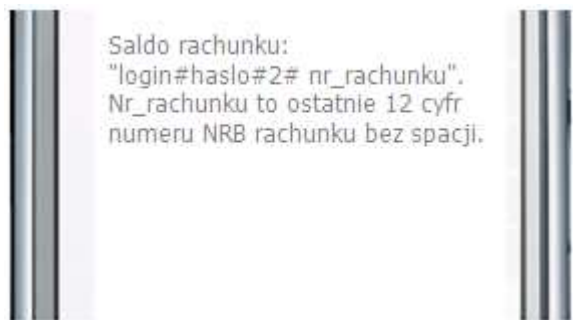 Saldo rachunku:
"login#haslo#2# nr_rachunku".
Nr_rachunku to ostatnie 12 cyfr
numeru NRB rachunku bez spacji.